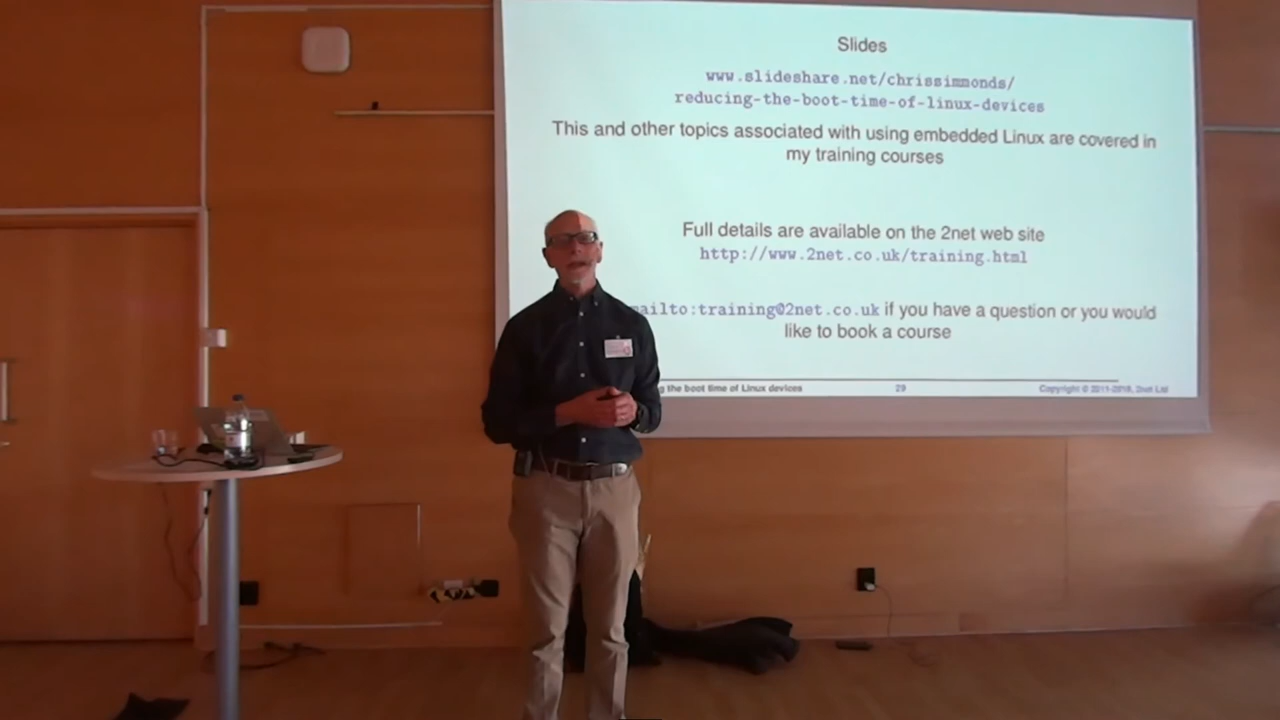 Slides
www.slideshare.net/chrissimmonds/
reducing-the-boot-time-of-linux-devices
This and other topics associated with using embedded Linux are covered in
my training courses
Full details are available on the 2net web site
http://www.2net.co.uk/training.html
ailto:training@2net.co.uk if you have a question or you would
like to book a course
g the boot time of Linux devices
29
Copyright © 2011-2019, 2net Ltd